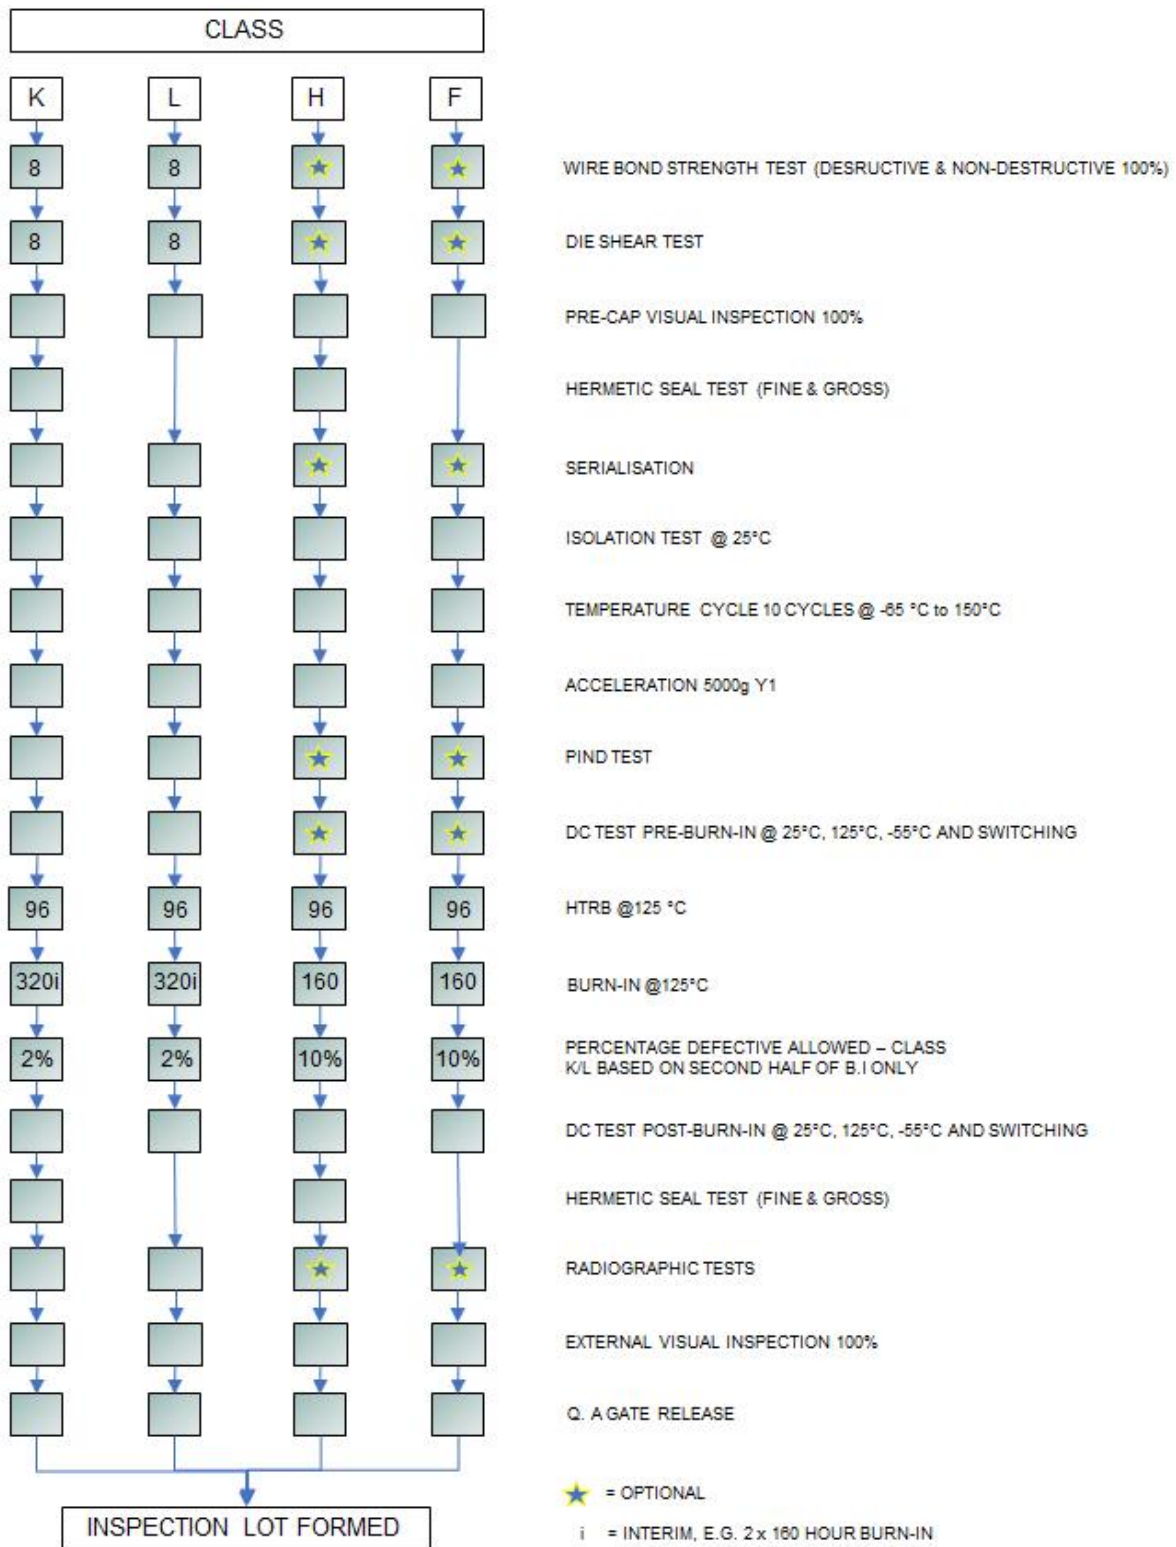 CLASS
K L H F
8 8 WIRE BOND STRENGTH TEST (DESRUCTIVE & NON-DESTRUCTIVE 100%)
8 8 DIE SHEAR TEST
PRE-CAP VISUAL INSPECTION 100%
HERMETIC SEAL TEST (FINE & GROSS)
SERIALISATION
ISOLATION TEST @ 25°C
TEMPERATURE CYCLE 10 CYCLES @ -65 °C to 150°C
ACCELERATION 5000g Y1
PIND TEST
DC TEST PRE-BURN-IN @ 25°C, 125°C, -55°C AND SWITCHING
96 96 96 96 HTRB @125 °C
320i 320i 160 160 BURN-IN @125°C
2% 2% 10% 10% PERCENTAGE DEFECTIVE ALLOWED – CLASS
K/L BASED ON SECOND HALF OF B.I ONLY
DC TEST POST-BURN-IN @ 25°C, 125°C, -55°C AND SWITCHING
HERMETIC SEAL TEST (FINE & GROSS)
RADIOGRAPHIC TESTS
EXTERNAL VISUAL INSPECTION 100%
Q. A GATE RELEASE
= OPTIONAL
INSPECTION LOT FORMED
i = INTERIM, E.G. 2 x 160 HOUR BURN-IN